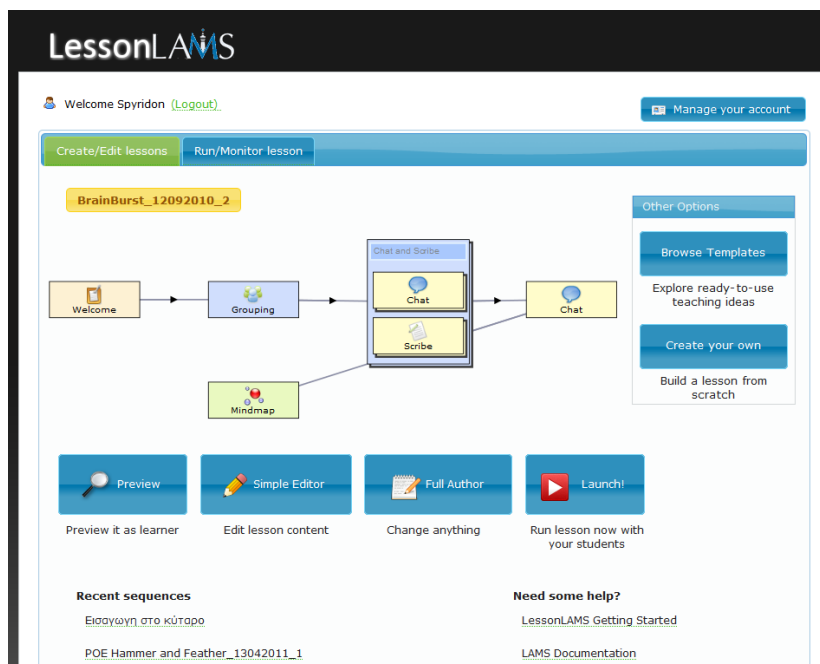 LessonLAMS
Welcome Spyridon (Logout)
Manage your account
Create/Edit lessons
Run/Monitor lesson
BrainBurst_12092010_2
Welcome
Grouping
Chat and Scribe
Chat
Scribe
Chat
Mindmap
Other Options
Browse Templates
Explore ready-to-use
teaching ideas
Create your own
Build a lesson from
scratch
Preview
Preview it as learner
Simple Editor
Edit lesson content
Full Author
Change anything
Launch!
Run lesson now with
your students
Recent sequences
Εισαγωγη στο κύταρο
POE Hammer and Feather_13042011_1
Need some help?
LessonLAMS Getting Started
LAMS Documentation